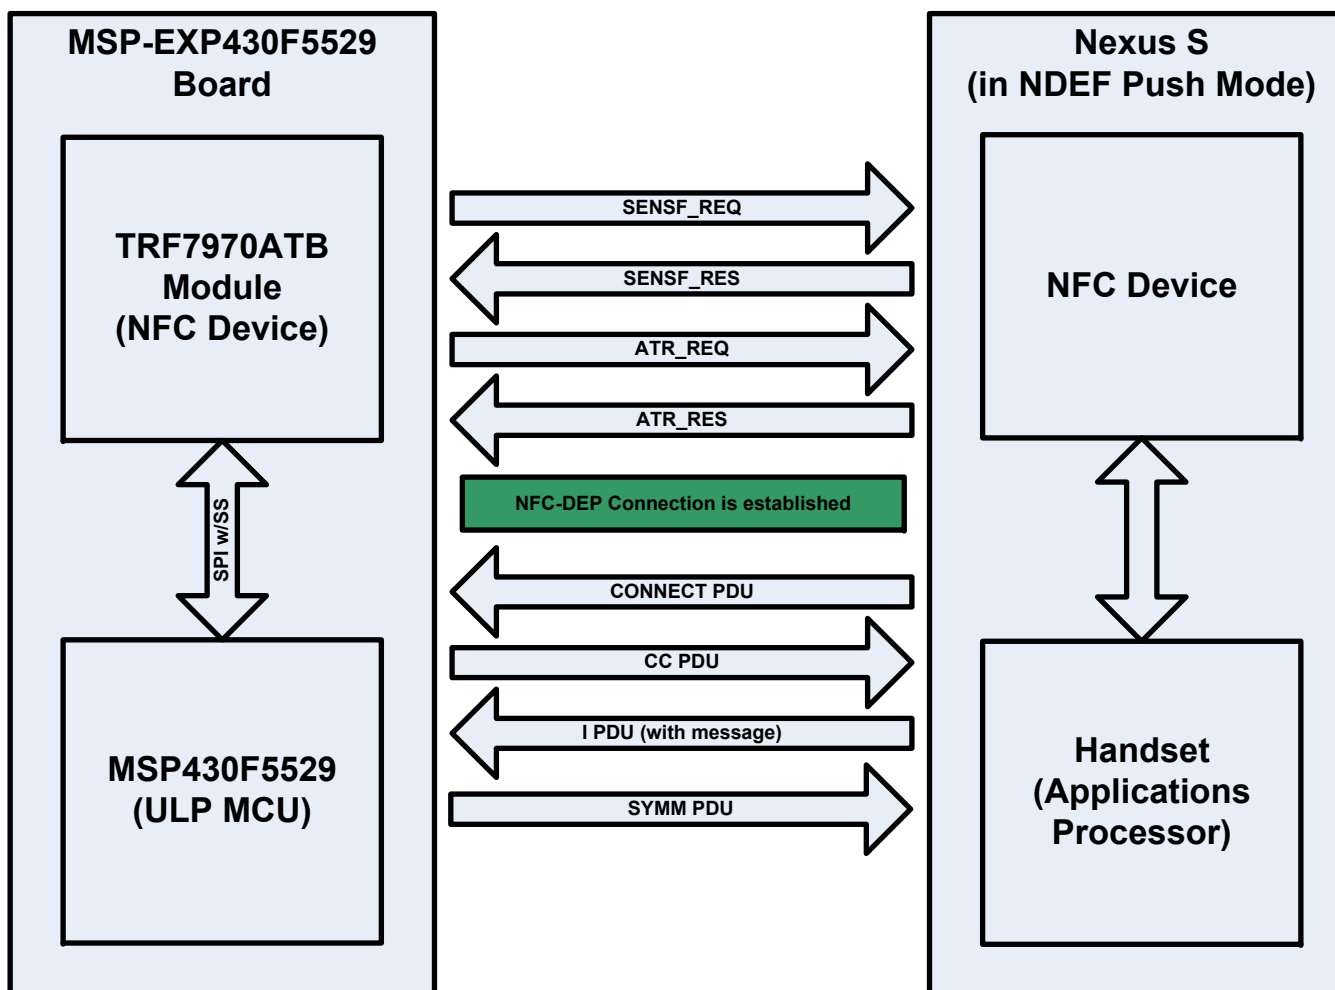 MSP-EXP430F5529
Board
TRF7970ATB
Module
(NFC Device)
SPI w/SS
MSP430F5529
(ULP MCU)
SENSF_REQ
SENSF_RES
ATR_REQ
ATR_RES
NFC-DEP Connection is established
CONNECT PDU
CC PDU
I PDU (with message)
SYMM PDU
Nexus S
(in NDEF Push Mode)
NFC Device
Handset
(Applications
Processor)